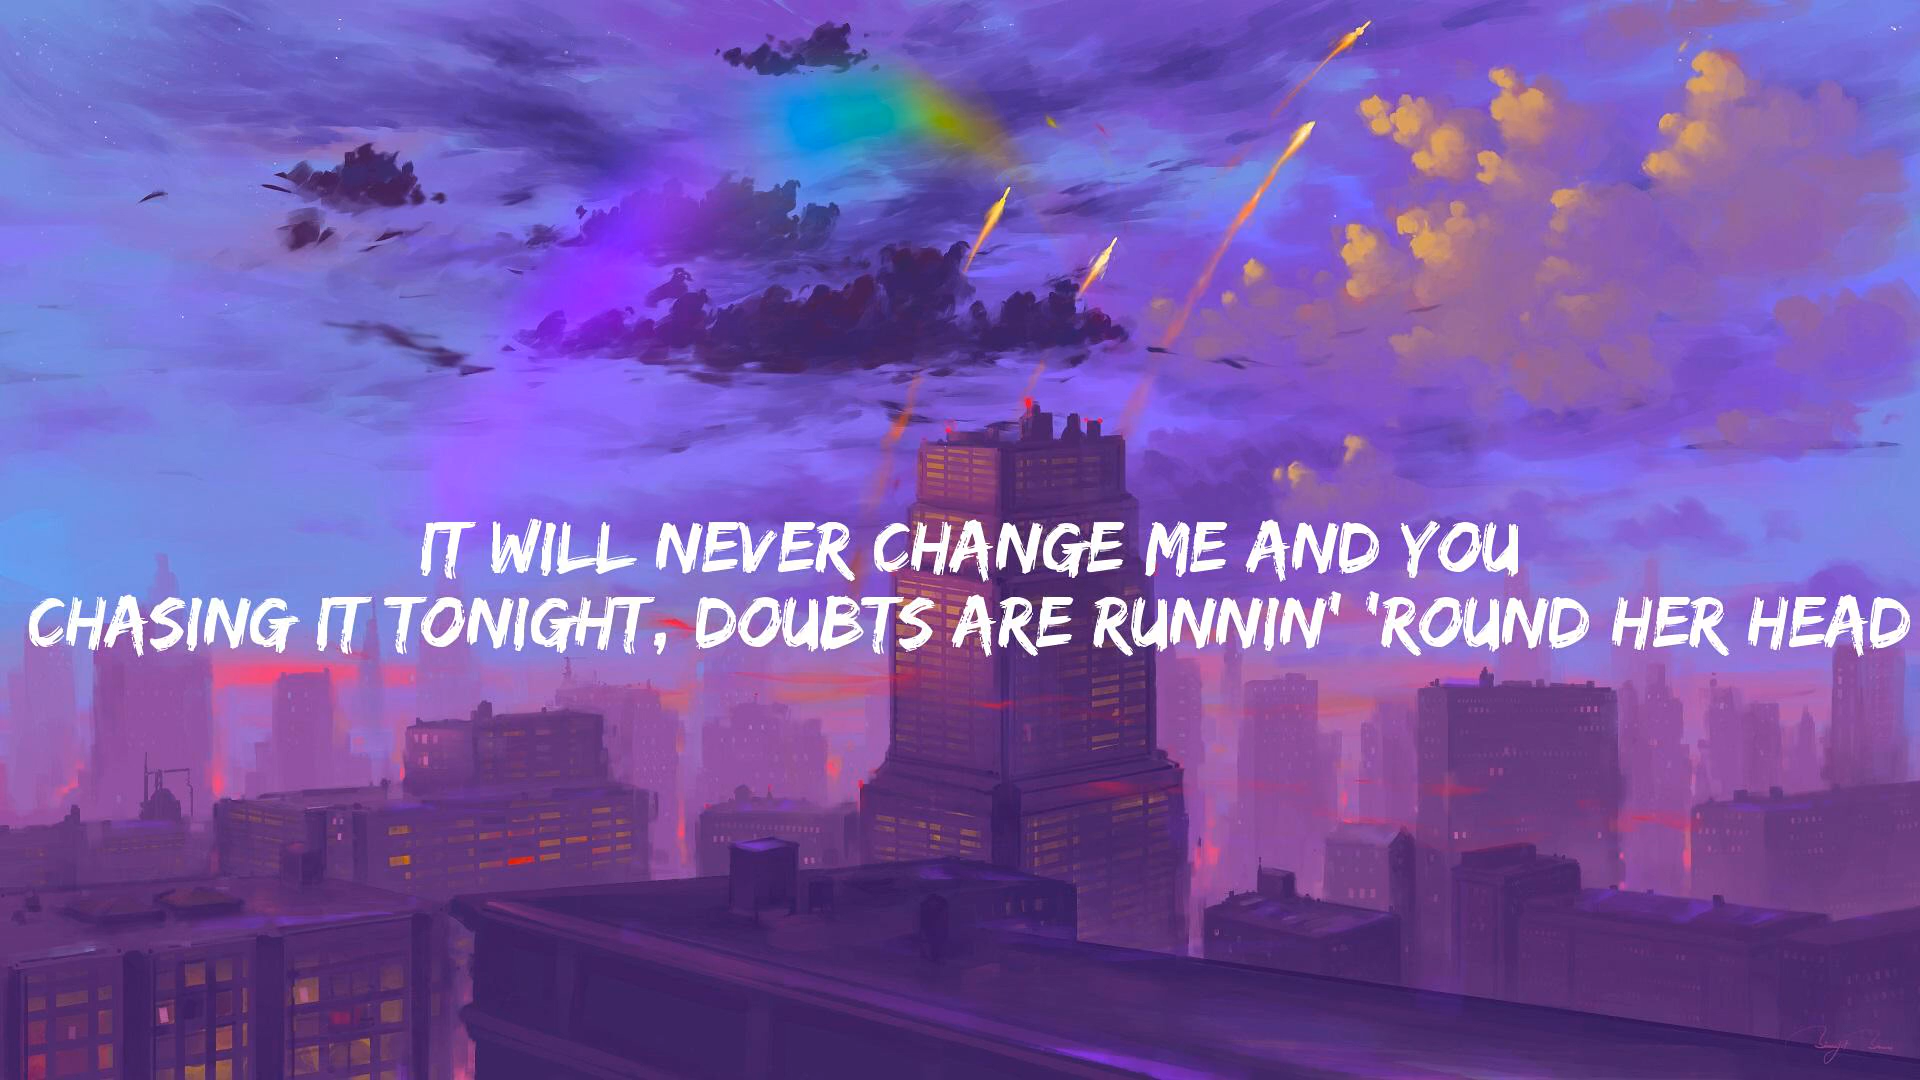 IT WILL NEVER CHANGE ME AND YOU
CHASING IT TONIGHT, DOUBTS ARE RUNNIN' 'ROUND HER HEAD